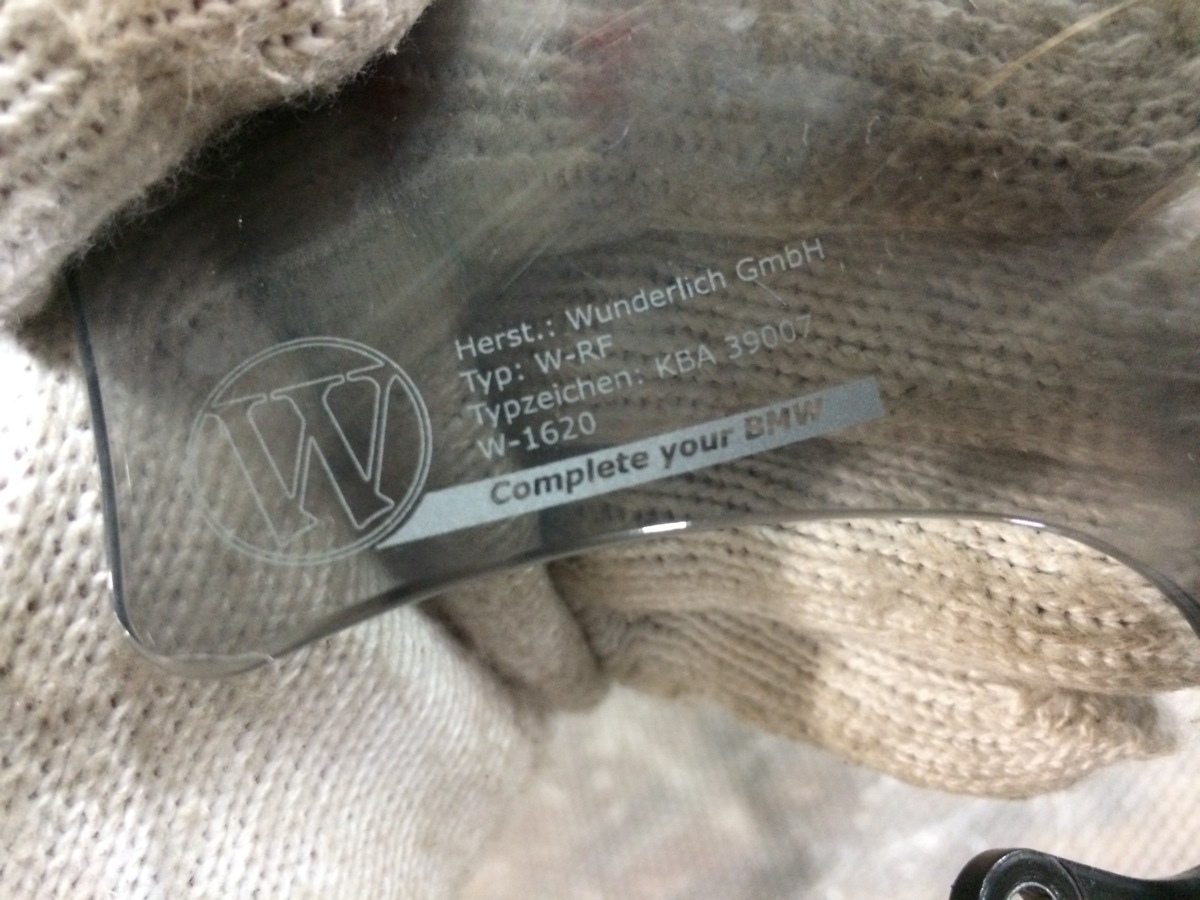 Herst.: Wunderlich GmbH
Typ: W-RF
Typzeichen: KBA 39007
W-1620
W
Complete your BMW